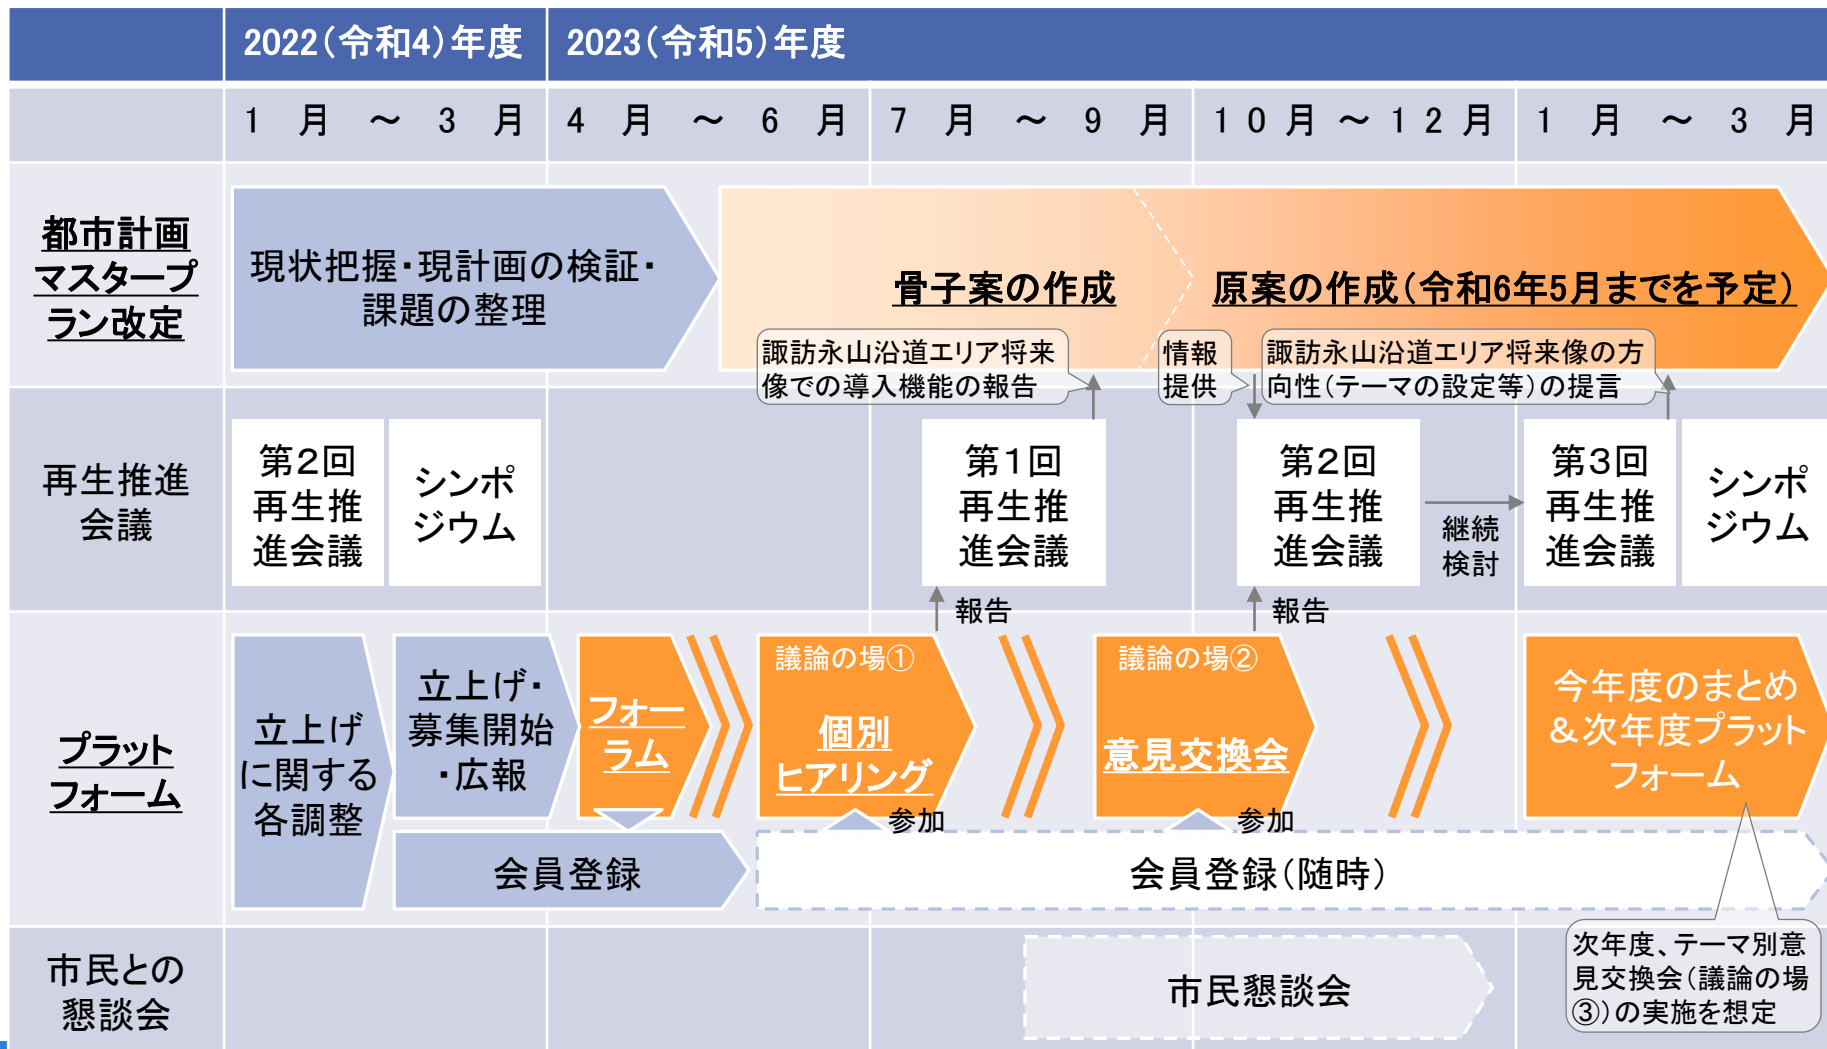 2022(令和4)年度
2023(令和5)年度
1月～3月
4月～6月
7月～9月
10月～12月
1月～3月
都市計画
マスタープ
ラン改定
現状把握・現計画の検証・
課題の整理
骨子案の作成
原案の作成(令和6年5月までを予定)
諏訪永山沿道エリア将来
像での導入機能の報告
情報
提供
諏訪永山沿道エリア将来像の方
向性(テーマの設定等)の提言
再生推進
会議
第2回
再生推
進会議
シンポ
ジウム
第1回
再生推
進会議
第2回
再生推
進会議
継続
検討
第3回
再生推
進会議
シンポ
ジウム
報告
報告
プラット
フォーム
立上げ
に関する
各調整
立上げ・
募集開始
・広報
フォー
ラム
議論の場①
個別
ヒアリング
議論の場②
意見交換会
今年度のまとめ
&次年度プラット
フォーム
参加
参加
会員登録
会員登録(随時)
市民との
懇談会
市民懇談会
次年度、テーマ別意
見交換会(議論の場
③)の実施を想定